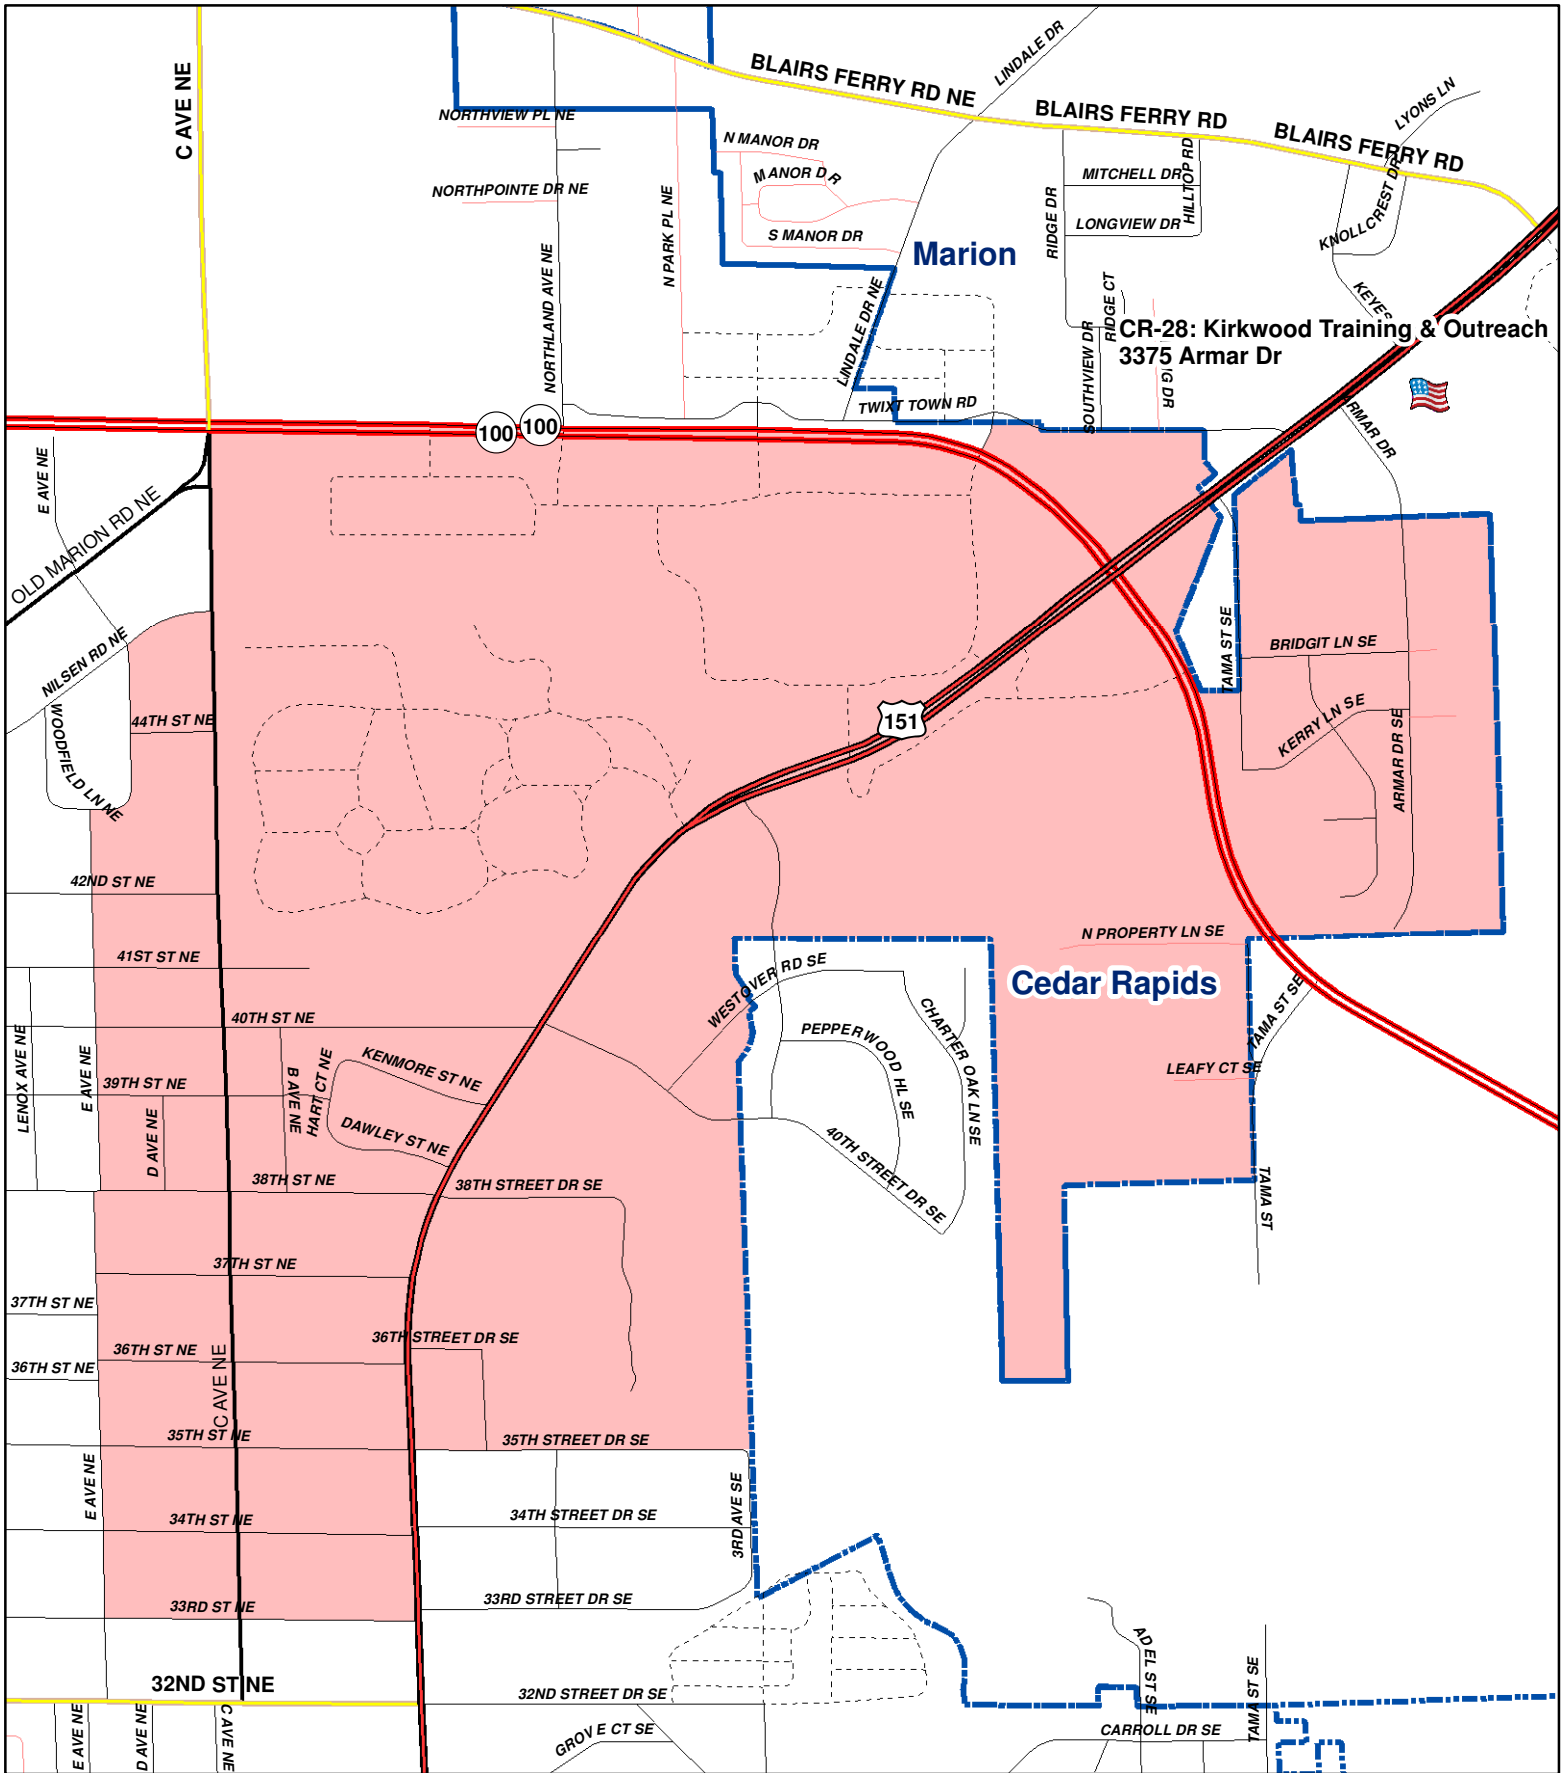 C AVE NE
BLAIRS FERRY RD NE
LINDALE DR
BLAIRS FERRY RD
BLAIRS FERRY RD
LYONS LN
NORTHVIEW PL NE
N MANOR DR
MANOR DR
MITCHELL DR
HILLTOP RD
KNOLLCREST DR
NORTHPOINTE DR NE
N PARK PL NE
S MANOR DR
RIDGE DR
LONGVIEW DR
Marion
NORTHLAND AVE NE
LINDALE DR NE
RIDGE CT
KEYES
CR-28: Kirkwood Training & Outreach
3375 Armar Dr
SOUTHVIEW DR
IG DR
TWIXT TOWN RD
100
100
ARMAR DR
E AVE NE
OLD MARION RD NE
NILSEN RD NE
TAMA ST SE
BRIDGIT LN SE
WOODFIELD LN NE
44TH ST NE
151
KERRY LN SE
ARMAR DR SE
42ND ST NE
41ST ST NE
N PROPERTY LN SE
WESTOVER RD SE
Cedar Rapids
40TH ST NE
PEPPERWOOD HL SE
CHARTER OAK LN SE
TAMA ST SE
LENOX AVE NE
E AVE NE
39TH ST NE
B AVE NE
HART CT NE
KENMORE ST NE
LEAFY CT SE
D AVE NE
DAWLEY ST NE
40TH STREET DR SE
38TH ST NE
38TH STREET DR SE
TAMA ST
37TH ST NE
37TH ST NE
36TH STREET DR SE
36TH ST NE
36TH ST NE
C AVE NE
35TH ST NE
35TH STREET DR SE
E AVE NE
3RD AVE SE
34TH ST NE
34TH STREET DR SE
33RD ST NE
33RD STREET DR SE
32ND ST NE
32ND STREET DR SE
ADEL ST SE
TAMA ST SE
E AVE NE
D AVE NE
C AVE NE
GROVE CT SE
CARROLL DR SE